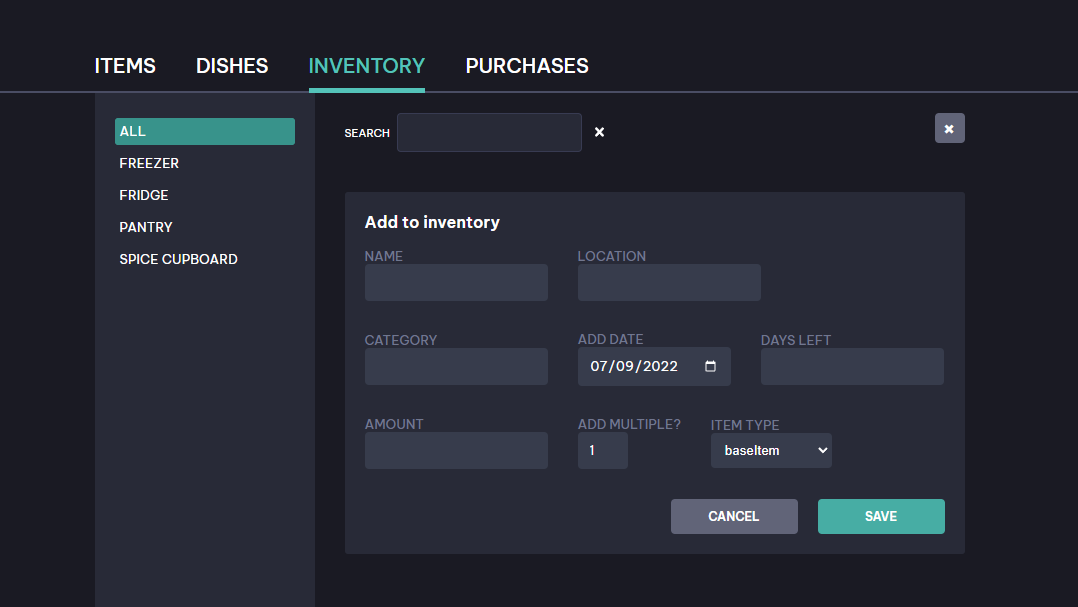 ITEMS DISHES INVENTORY PURCHASES
ALL
FREEZER
FRIDGE
PANTRY
SPICE CUPBOARD
SEARCH
Add to inventory
NAME LOCATION
CATEGORY ADD DATE DAYS LEFT
07/09/2022
AMOUNT ADD MULTIPLE? ITEM TYPE
1 baseItem
CANCEL SAVE